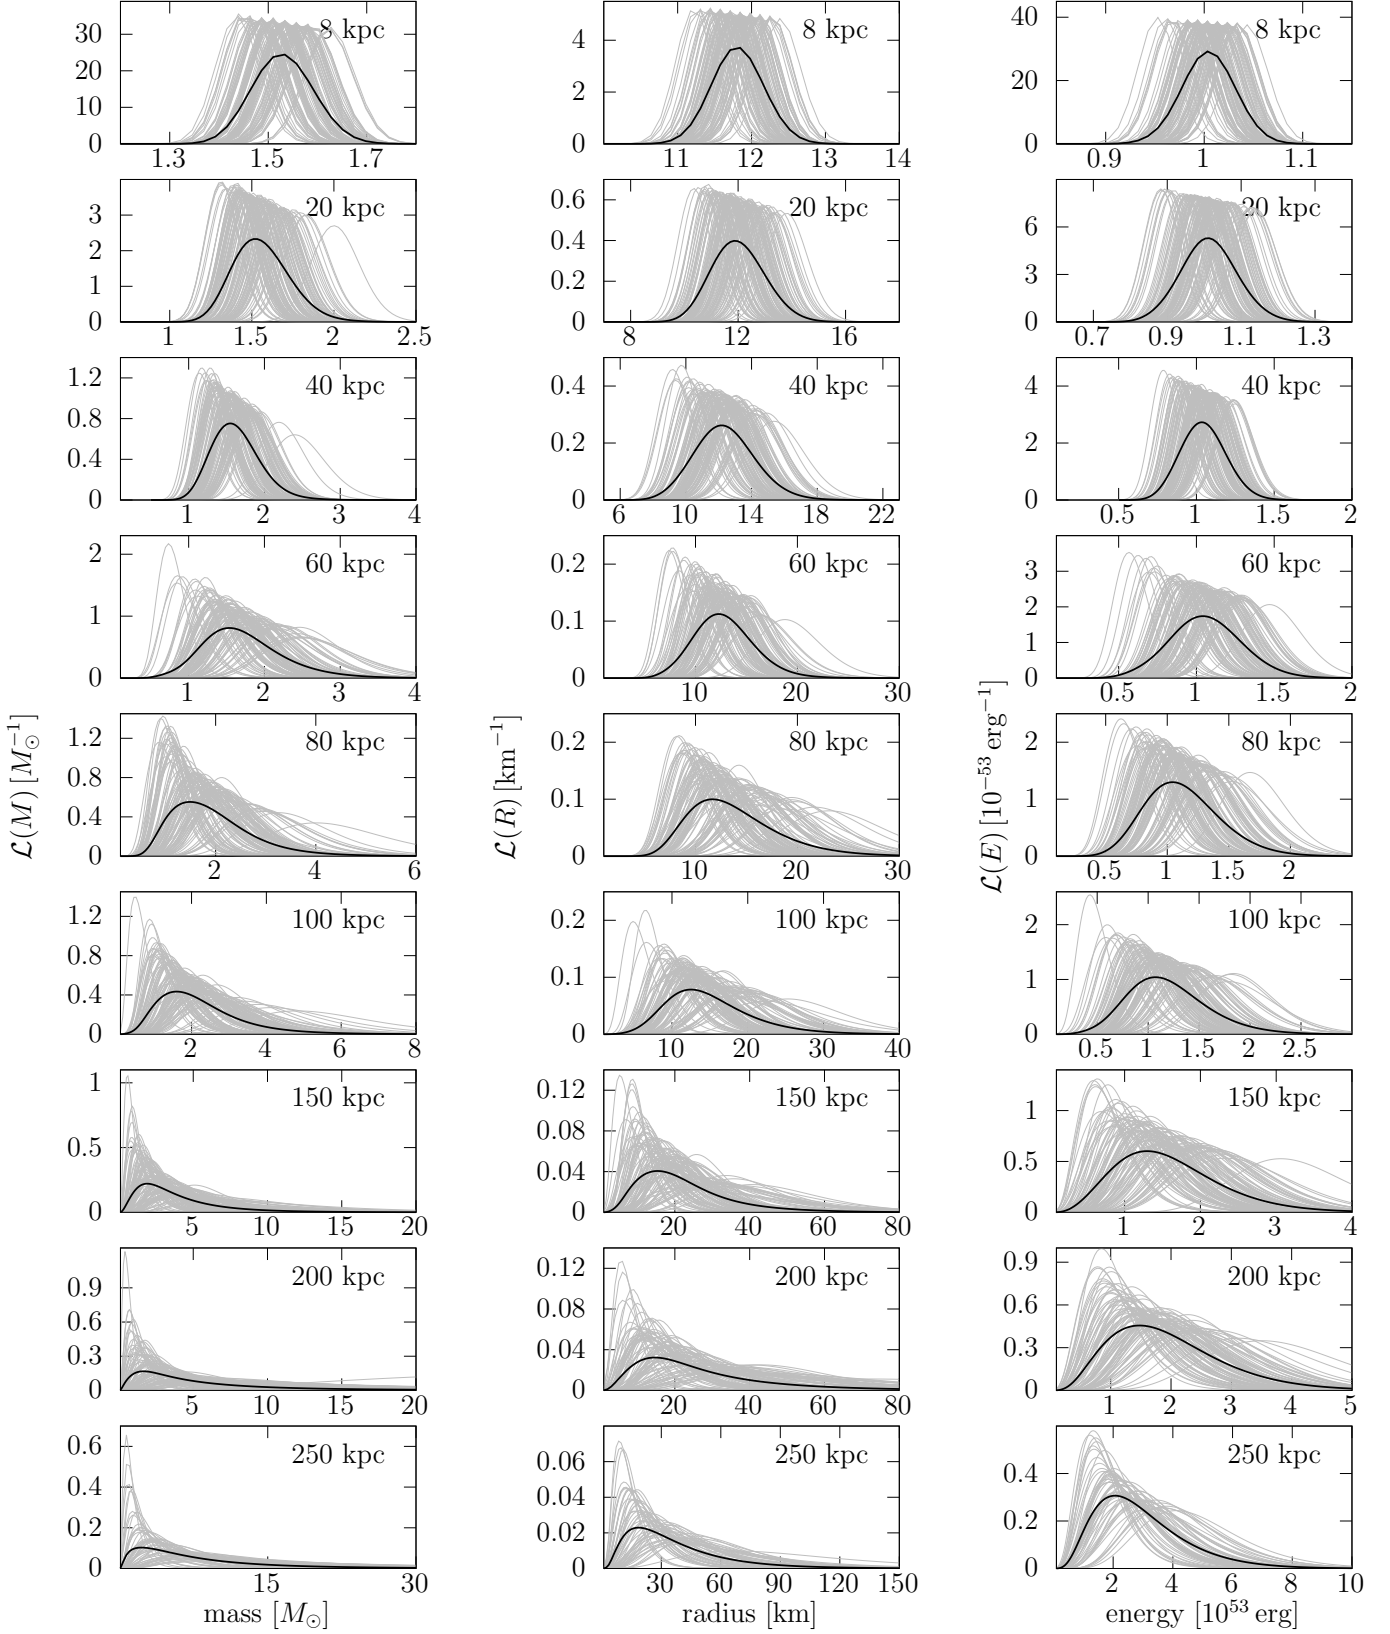 30
20
10
0
8 kpc
1.3 1.5 1.7
4
2
0
8 kpc
11 12 13 14
40
20
0
8 kpc
0.9 1 1.1
3
2
1
0
20 kpc
1 1.5 2 2.5
0.6
0.4
0.2
0
20 kpc
8 12 16
6
3
0
20 kpc
0.7 0.9 1.1 1.3
1.2
0.8
0.4
0
40 kpc
1 2 3 4
0.4
0.2
0
40 kpc
6 10 14 18 22
4
2
0
40 kpc
0.5 1 1.5 2
2
1
0
60 kpc
1 2 3 4
0.2
0.1
0
60 kpc
10 20 30
3
2
1
0
60 kpc
0.5 1 1.5 2
ℒ(M) [M⊙⁻¹]
1.2
0.8
0.4
0
80 kpc
2 4 6
ℒ(R) [km⁻¹]
0.2
0.1
0
80 kpc
10 20 30
ℒ(E) [10⁻⁵³ erg⁻¹]
2
1
0
80 kpc
0.5 1 1.5 2
1.2
0.8
0.4
0
100 kpc
2 4 6 8
0.2
0.1
0
100 kpc
10 20 30 40
2
1
0
100 kpc
0.5 1 1.5 2 2.5
1
0.5
0
150 kpc
5 10 15 20
0.12
0.08
0.04
0
150 kpc
20 40 60 80
1
0.5
0
150 kpc
1 2 3 4
0.9
0.6
0.3
0
200 kpc
5 10 15 20
0.12
0.08
0.04
0
200 kpc
20 40 60 80
0.9
0.6
0.3
0
200 kpc
1 2 3 4 5
0.6
0.4
0.2
0
250 kpc
15 30
mass [M⊙]
0.06
0.04
0.02
0
250 kpc
30 60 90 120 150
radius [km]
0.4
0.2
0
250 kpc
2 4 6 8 10
energy [10⁵³ erg]